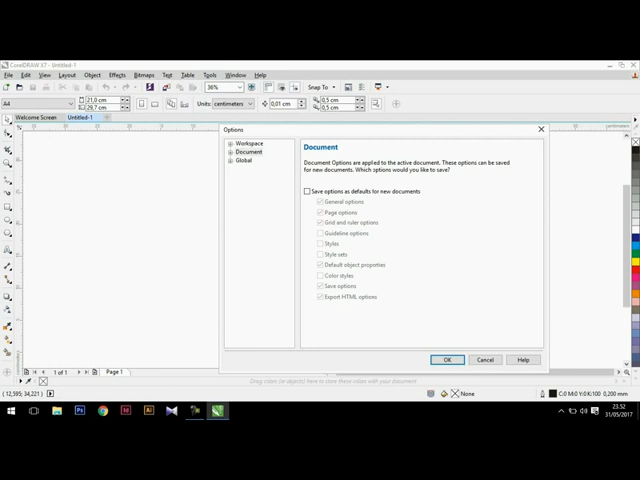 CorelDRAW X7 - Untitled-1
File Edit View Layout Object Effects Bitmaps Text Table Tools Window Help
36% Snap To
A4 21,0 cm 29,7 cm Units: centimeters 0,01 cm 0,5 cm 0,5 cm
Welcome Screen Untitled-1
centimeters
Options
Workspace
Document
Global
Document
Document Options are applied to the active document. These options can be saved
for new documents. Which options would you like to save?
Save options as defaults for new documents
General options
Page options
Grid and ruler options
Guideline options
Styles
Style sets
Default object properties
Color styles
Save options
Export HTML options
OK Cancel Help
1 of 1 Page 1
Drag colors (or objects) here to store these colors with your document
(12,595; 34,221) None C:0 M:0 Y:0 K:100 0,200 mm
23.52
31/05/2017